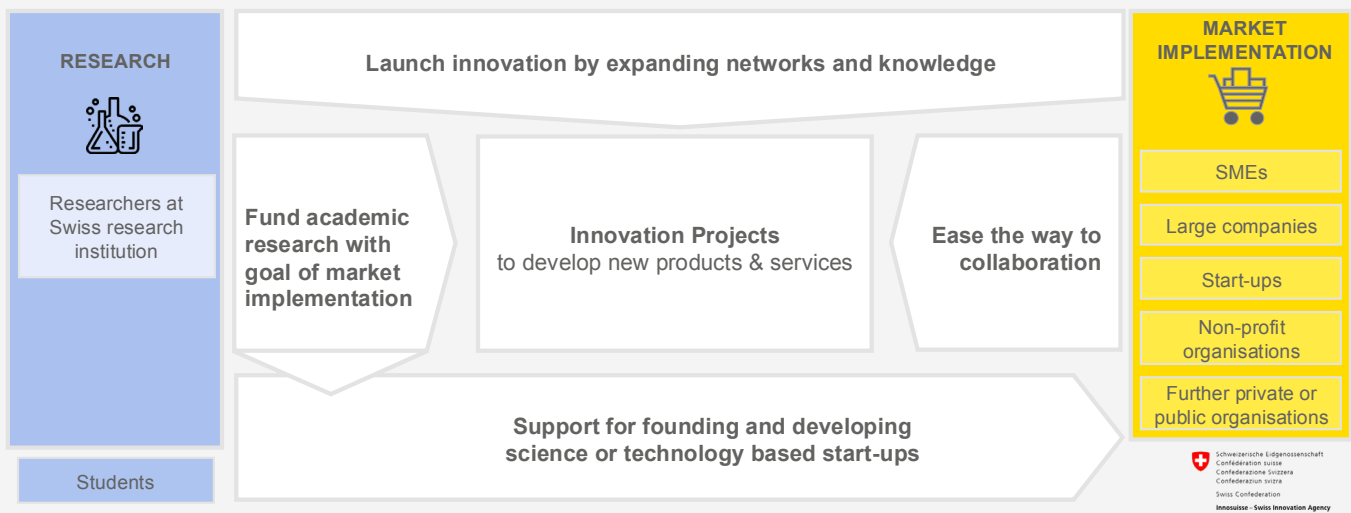 RESEARCH
Researchers at
Swiss research
institution
Students
Launch innovation by expanding networks and knowledge
Fund academic
research with
goal of market
implementation
Innovation Projects
to develop new products & services
Ease the way to
collaboration
Support for founding and developing
science or technology based start-ups
MARKET
IMPLEMENTATION
SMEs
Large companies
Start-ups
Non-profit
organisations
Further private or
public organisations
Schweizerische Eidgenossenschaft
Confédération suisse
Confederazione Svizzera
Confederaziun svizra
Swiss Confederation
Innosuisse – Swiss Innovation Agency